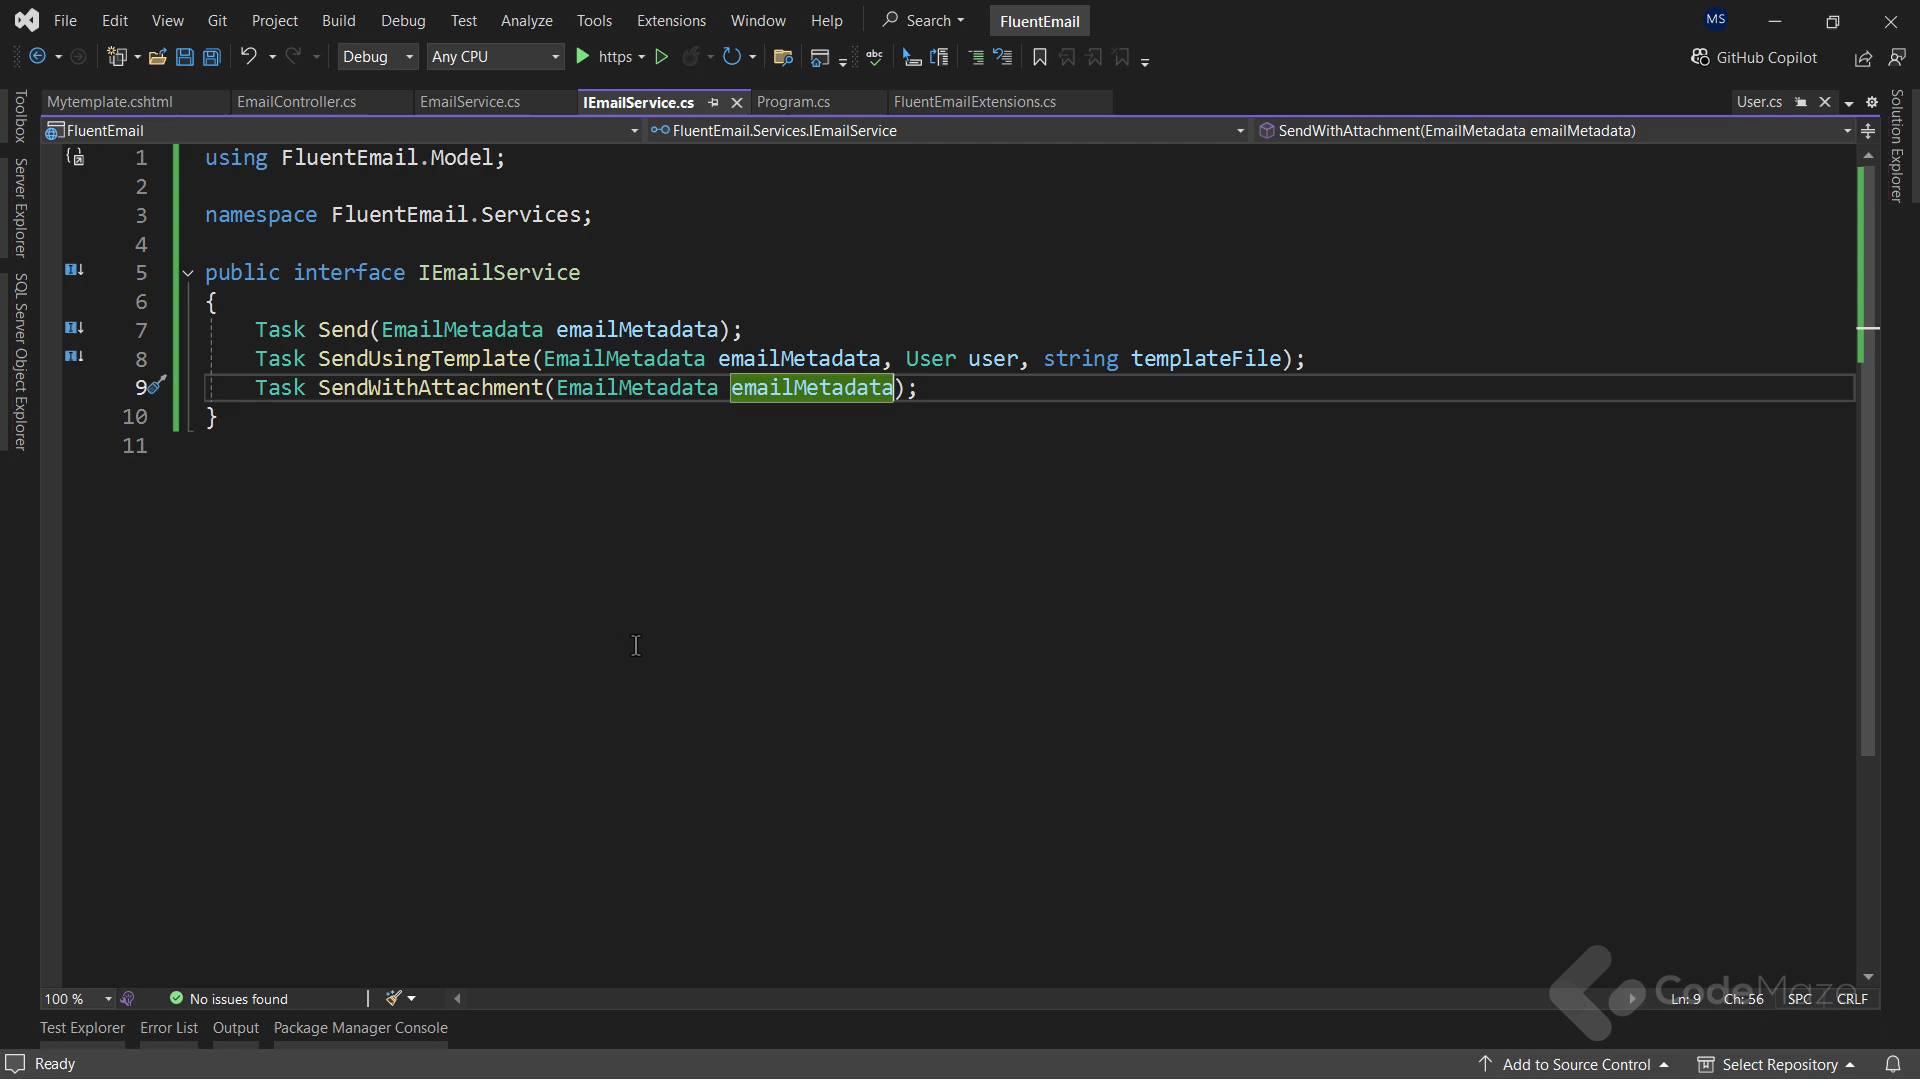 File Edit View Git Project Build Debug Test Analyze Tools Extensions Window Help Search FluentEmail MS
Debug Any CPU https abc GitHub Copilot
Mytemplate.cshtml EmailController.cs EmailService.cs IEmailService.cs Program.cs FluentEmailExtensions.cs User.cs
FluentEmail FluentEmail.Services.IEmailService SendWithAttachment(EmailMetadata emailMetadata)
Toolbox
Server Explorer
SQL Server Object Explorer
Solution Explorer
1 using FluentEmail.Model;
2
3 namespace FluentEmail.Services;
4
5 public interface IEmailService
6 {
7 Task Send(EmailMetadata emailMetadata);
8 Task SendUsingTemplate(EmailMetadata emailMetadata, User user, string templateFile);
9 Task SendWithAttachment(EmailMetadata emailMetadata);
10 }
11
CodeMaze
100 % No issues found Ln: 9 Ch: 56 SPC CRLF
Test Explorer Error List Output Package Manager Console
Ready Add to Source Control Select Repository